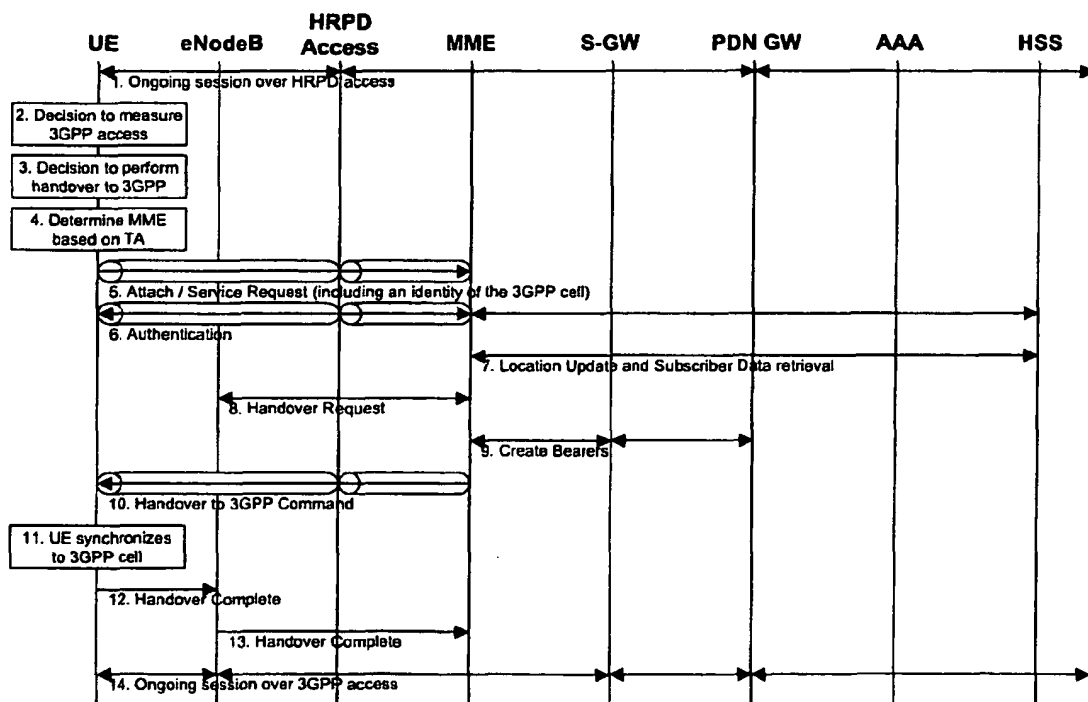 HRPD
UE eNodeB Access MME S-GW PDN GW AAA HSS
1. Ongoing session over HRPD access
2. Decision to measure
3GPP access
3. Decision to perform
handover to 3GPP
4. Determine MME
based on TA
5. Attach / Service Request (including an identity of the 3GPP cell)
6. Authentication
7. Location Update and Subscriber Data retrieval
8. Handover Request
9. Create Bearers
10. Handover to 3GPP Command
11. UE synchronizes
to 3GPP cell
12. Handover Complete
13. Handover Complete
14. Ongoing session over 3GPP access